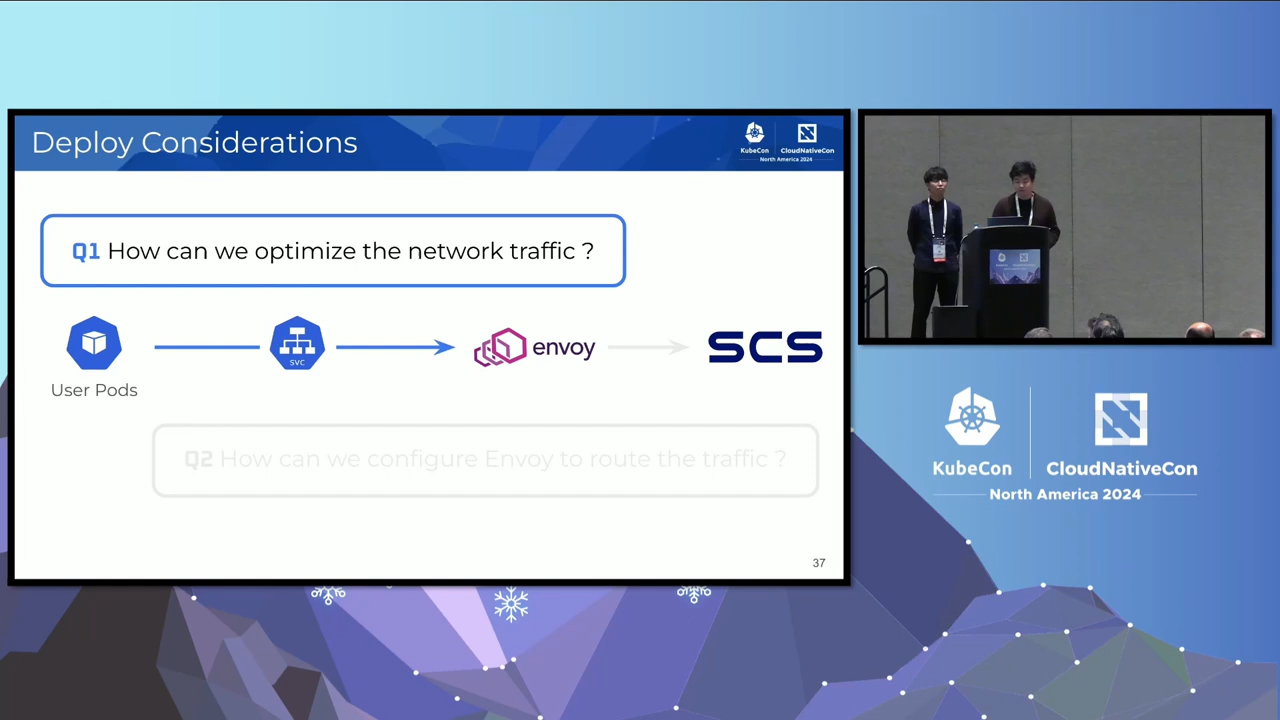 Deploy Considerations
KubeCon
CloudNativeCon
North America 2024
Q1 How can we optimize the network traffic ?
SVC
envoy
SCS
User Pods
Q2 How can we configure Envoy to route the traffic ?
37
KubeCon
CloudNativeCon
North America 2024